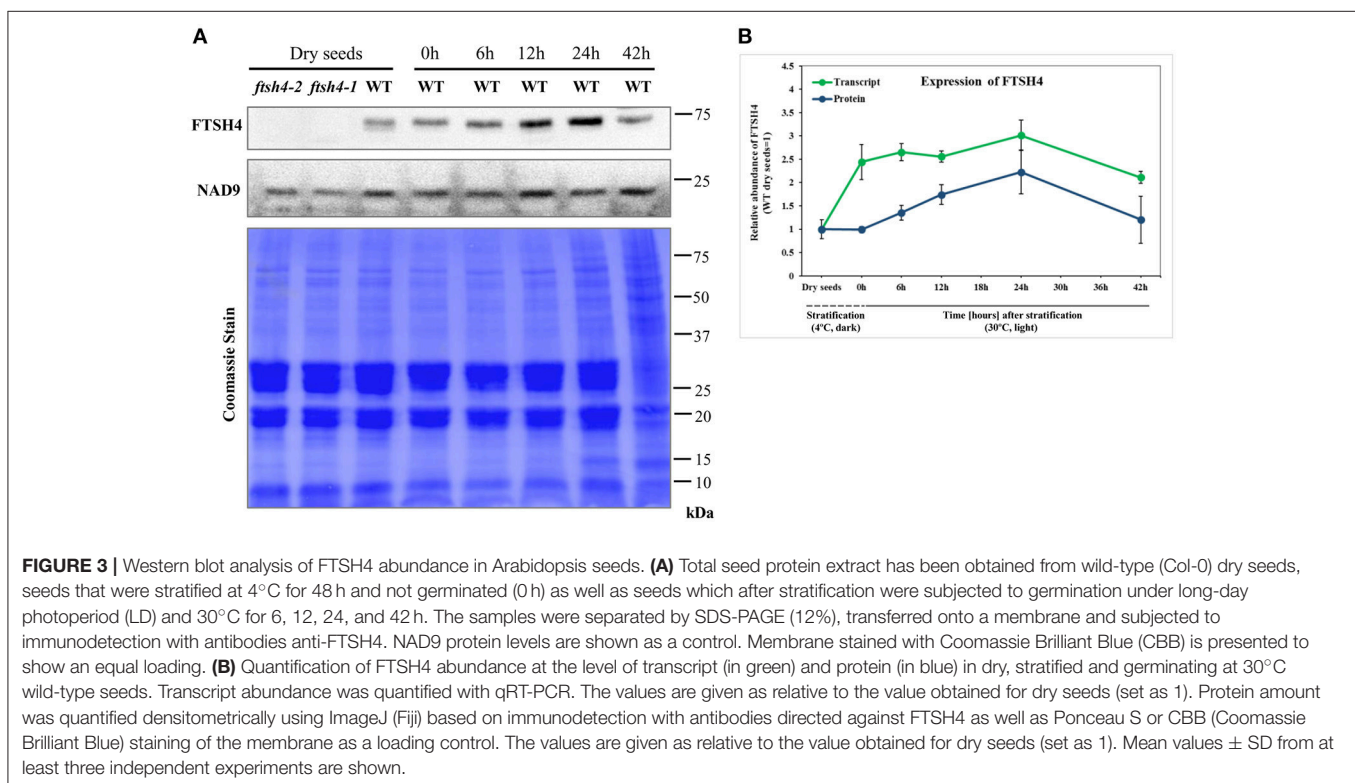 A
Dry seeds 0h 6h 12h 24h 42h
ftsh4-2 ftsh4-1 WT WT WT WT WT WT
FTSH4
75
NAD9
25
Coomassie Stain
75
50
37
25
20
15
10
kDa
B
Expression of FTSH4
Transcript
Protein
Relative abundance of FTSH4
(WT dry seeds=1)
4.5
4
3.5
3
2.5
2
1.5
1
0.5
0
Dry seeds 0h 6h 12h 18h 24h 30h 36h 42h
Stratification
(4°C, dark)
Time [hours] after stratification
(30°C, light)
FIGURE 3 | Western blot analysis of FTSH4 abundance in Arabidopsis seeds. (A) Total seed protein extract has been obtained from wild-type (Col-0) dry seeds,
seeds that were stratified at 4°C for 48 h and not germinated (0 h) as well as seeds which after stratification were subjected to germination under long-day
photoperiod (LD) and 30°C for 6, 12, 24, and 42 h. The samples were separated by SDS-PAGE (12%), transferred onto a membrane and subjected to
immunodetection with antibodies anti-FTSH4. NAD9 protein levels are shown as a control. Membrane stained with Coomassie Brilliant Blue (CBB) is presented to
show an equal loading. (B) Quantification of FTSH4 abundance at the level of transcript (in green) and protein (in blue) in dry, stratified and germinating at 30°C
wild-type seeds. Transcript abundance was quantified with qRT-PCR. The values are given as relative to the value obtained for dry seeds (set as 1). Protein amount
was quantified densitometrically using ImageJ (Fiji) based on immunodetection with antibodies directed against FTSH4 as well as Ponceau S or CBB (Coomassie
Brilliant Blue) staining of the membrane as a loading control. The values are given as relative to the value obtained for dry seeds (set as 1). Mean values ± SD from at
least three independent experiments are shown.